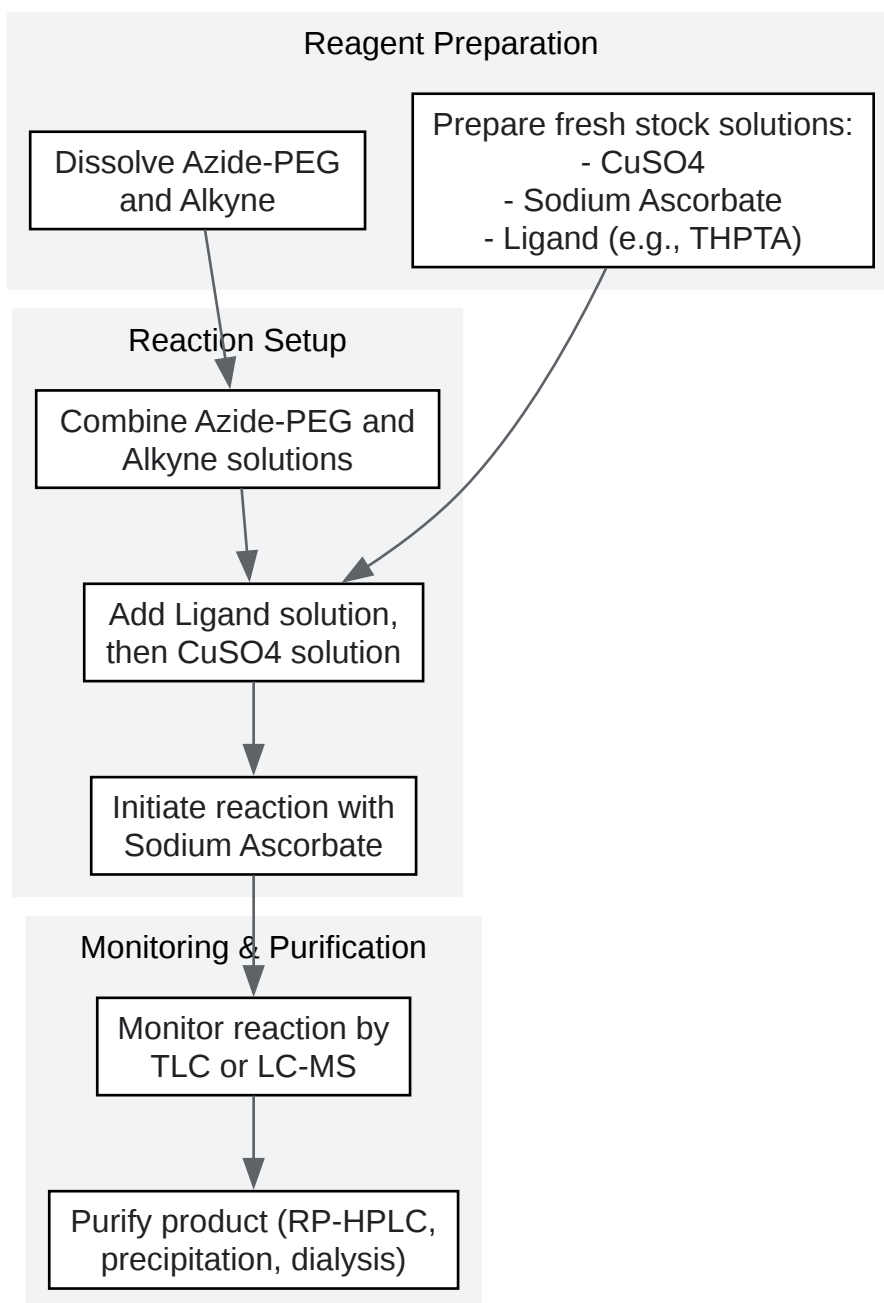 Reagent Preparation
Dissolve Azide-PEG
and Alkyne
Prepare fresh stock solutions:
- CuSO4
- Sodium Ascorbate
- Ligand (e.g., THPTA)
Reaction Setup
Combine Azide-PEG and
Alkyne solutions
Add Ligand solution,
then CuSO4 solution
Initiate reaction with
Sodium Ascorbate
Monitoring & Purification
Monitor reaction by
TLC or LC-MS
Purify product (RP-HPLC,
precipitation, dialysis)